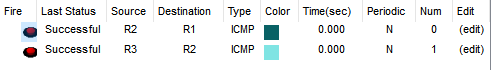 Fire Last Status Source Destination Type Color Time(sec) Periodic Num Edit
Successful R2 R1 ICMP 0.000 N 0 (edit)
Successful R3 R2 ICMP 0.000 N 1 (edit)